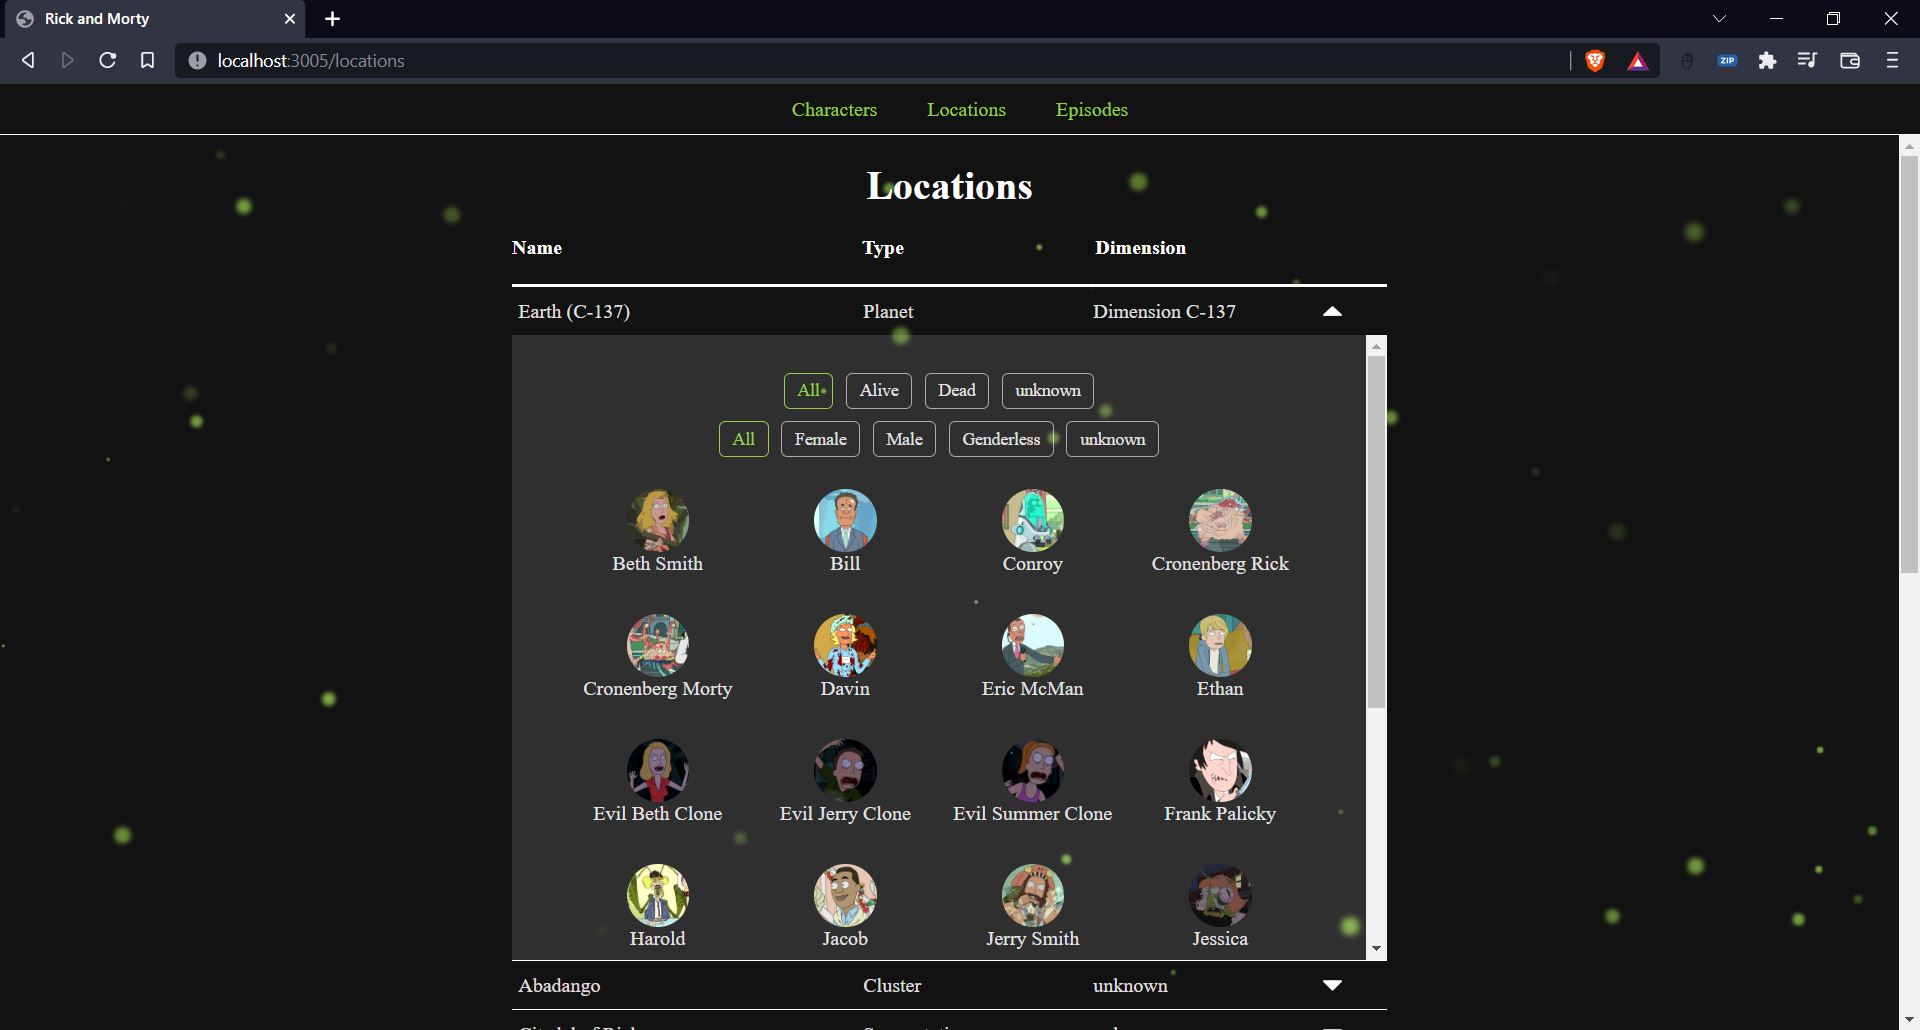 Rick and Morty
localhost:3005/locations
ZIP
Characters Locations Episodes
Locations
Name Type Dimension
Earth (C-137) Planet Dimension C-137
All Alive Dead unknown
All Female Male Genderless unknown
Beth Smith Bill Conroy Cronenberg Rick
Cronenberg Morty Davin Eric McMan Ethan
Evil Beth Clone Evil Jerry Clone Evil Summer Clone Frank Palicky
Harold Jacob Jerry Smith Jessica
Abadango Cluster unknown